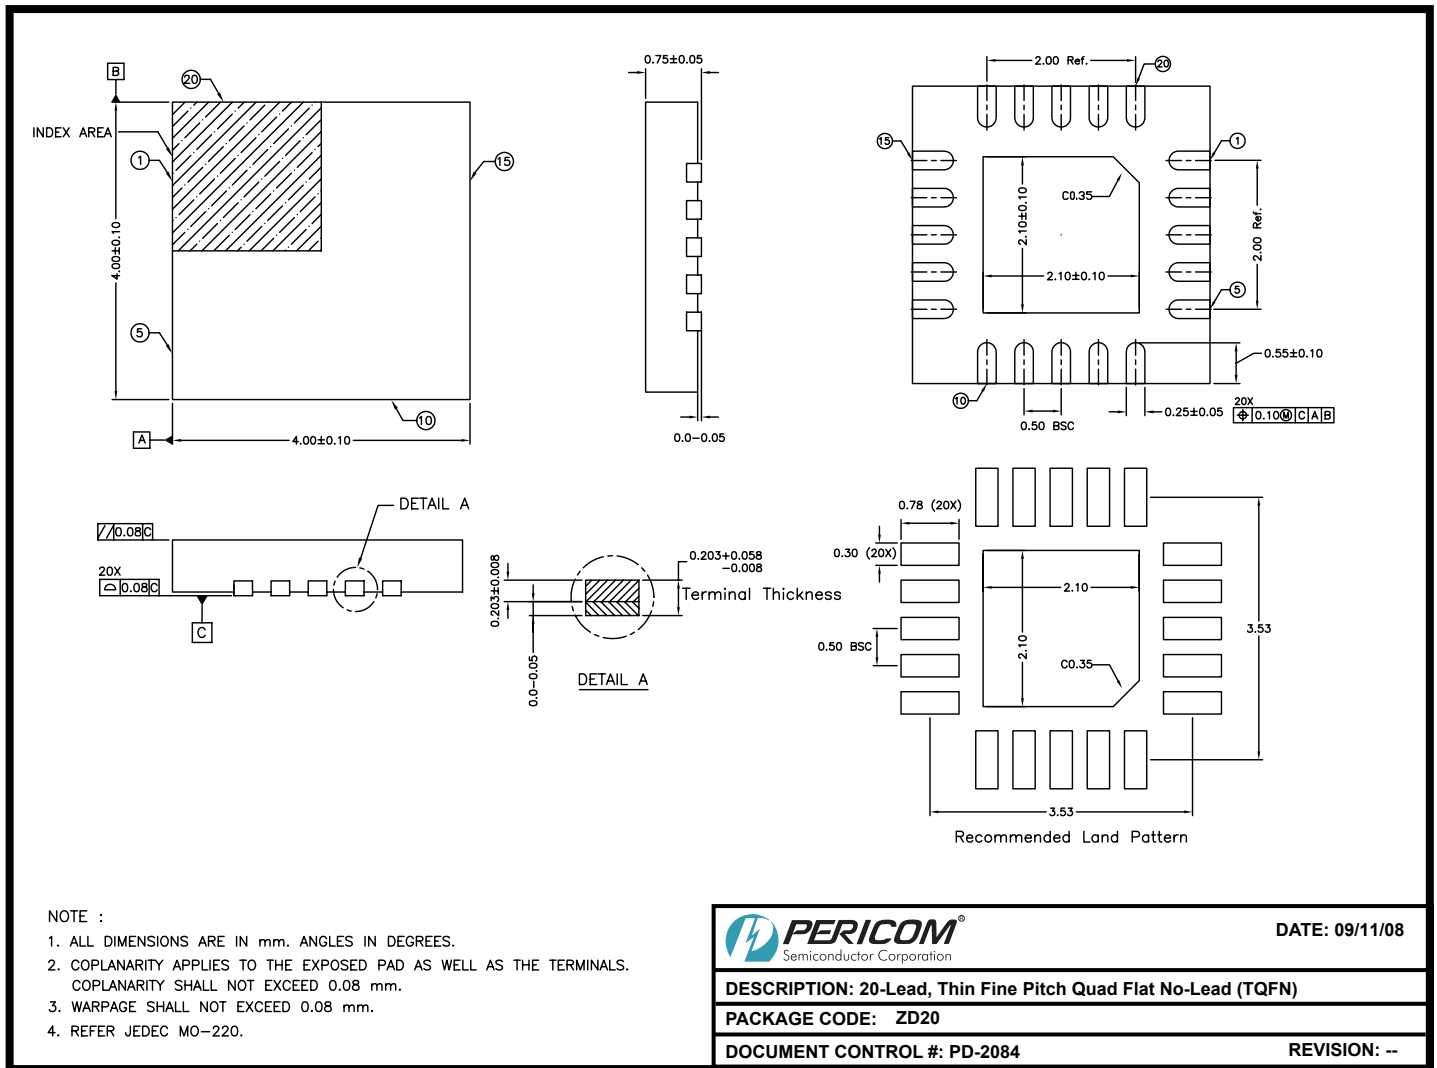 B
20
INDEX AREA
1
15
5
10
4.00±0.10
A
4.00±0.10
0.75±0.05
0.0-0.05
2.00 Ref.
20
15
1
C0.35
2.10±0.10
2.10±0.10
2.00 Ref.
5
0.55±0.10
10
0.25±0.05
0.50 BSC
20X
⌖ 0.10Ⓜ C A B
DETAIL A
//0.08C
20X
⌓ 0.08C
C
0.203±0.008
0.203+0.058
-0.008
Terminal Thickness
0.0-0.05
DETAIL A
0.78 (20X)
0.30 (20X)
2.10
0.50 BSC
2.10
C0.35
3.53
3.53
Recommended Land Pattern
NOTE :
1. ALL DIMENSIONS ARE IN mm. ANGLES IN DEGREES.
2. COPLANARITY APPLIES TO THE EXPOSED PAD AS WELL AS THE TERMINALS.
COPLANARITY SHALL NOT EXCEED 0.08 mm.
3. WARPAGE SHALL NOT EXCEED 0.08 mm.
4. REFER JEDEC MO-220.
PERICOM®
Semiconductor Corporation
DATE: 09/11/08
DESCRIPTION: 20-Lead, Thin Fine Pitch Quad Flat No-Lead (TQFN)
PACKAGE CODE: ZD20
DOCUMENT CONTROL #: PD-2084
REVISION: --